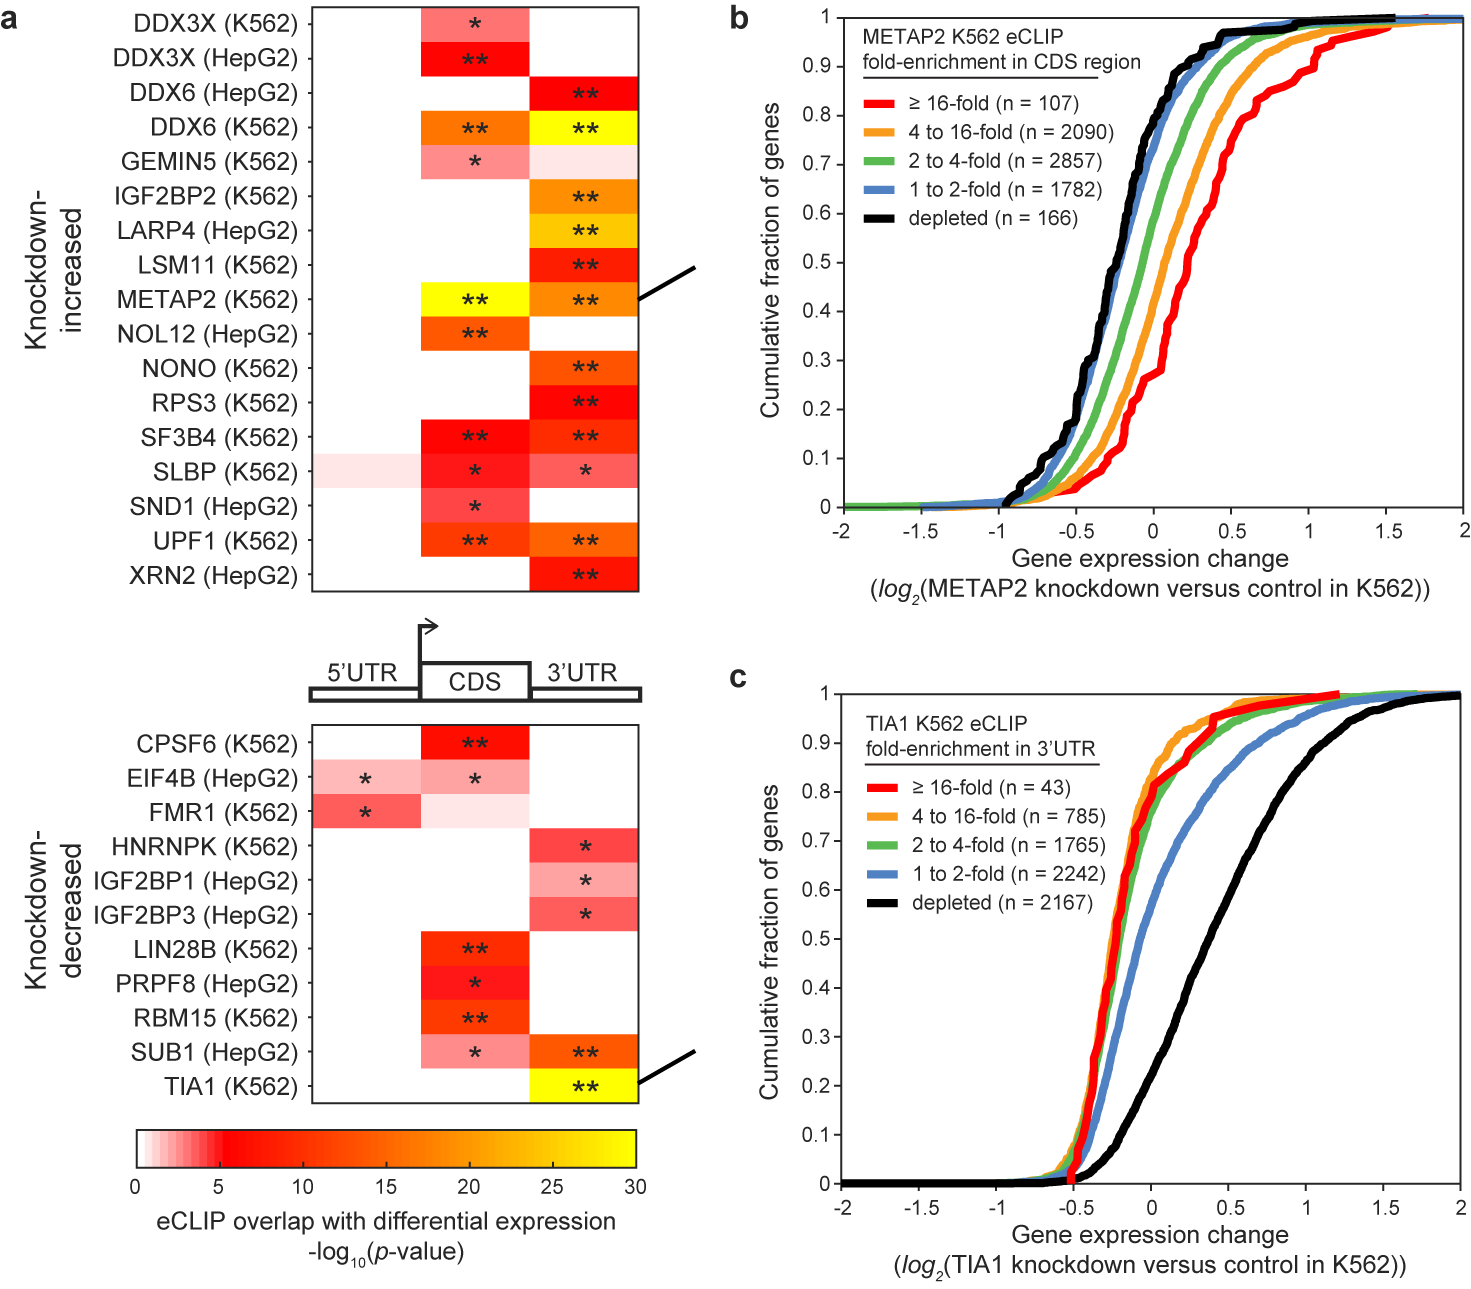 a
Knockdown-
increased
DDX3X (K562) *
DDX3X (HepG2) **
DDX6 (HepG2) **
DDX6 (K562) ** **
GEMIN5 (K562) *
IGF2BP2 (K562) **
LARP4 (HepG2) **
LSM11 (K562) **
METAP2 (K562) ** **
NOL12 (HepG2) **
NONO (K562) **
RPS3 (K562) **
SF3B4 (K562) ** **
SLBP (K562) * *
SND1 (HepG2) *
UPF1 (K562) ** **
XRN2 (HepG2) **
5’UTR CDS 3’UTR
Knockdown-
decreased
CPSF6 (K562) **
EIF4B (HepG2) * *
FMR1 (K562) *
HNRNPK (K562) *
IGF2BP1 (HepG2) *
IGF2BP3 (HepG2) *
LIN28B (K562) **
PRPF8 (HepG2) *
RBM15 (K562) **
SUB1 (HepG2) * **
TIA1 (K562) **
0 5 10 15 20 25 30
eCLIP overlap with differential expression
-log10(p-value)
b
METAP2 K562 eCLIP
fold-enrichment in CDS region
≥ 16-fold (n = 107)
4 to 16-fold (n = 2090)
2 to 4-fold (n = 2857)
1 to 2-fold (n = 1782)
depleted (n = 166)
Cumulative fraction of genes
1
0.9
0.8
0.7
0.6
0.5
0.4
0.3
0.2
0.1
0
-2 -1.5 -1 -0.5 0 0.5 1 1.5 2
Gene expression change
(log2(METAP2 knockdown versus control in K562))
c
TIA1 K562 eCLIP
fold-enrichment in 3’UTR
≥ 16-fold (n = 43)
4 to 16-fold (n = 785)
2 to 4-fold (n = 1765)
1 to 2-fold (n = 2242)
depleted (n = 2167)
Cumulative fraction of genes
1
0.9
0.8
0.7
0.6
0.5
0.4
0.3
0.2
0.1
0
-2 -1.5 -1 -0.5 0 0.5 1 1.5 2
Gene expression change
(log2(TIA1 knockdown versus control in K562))